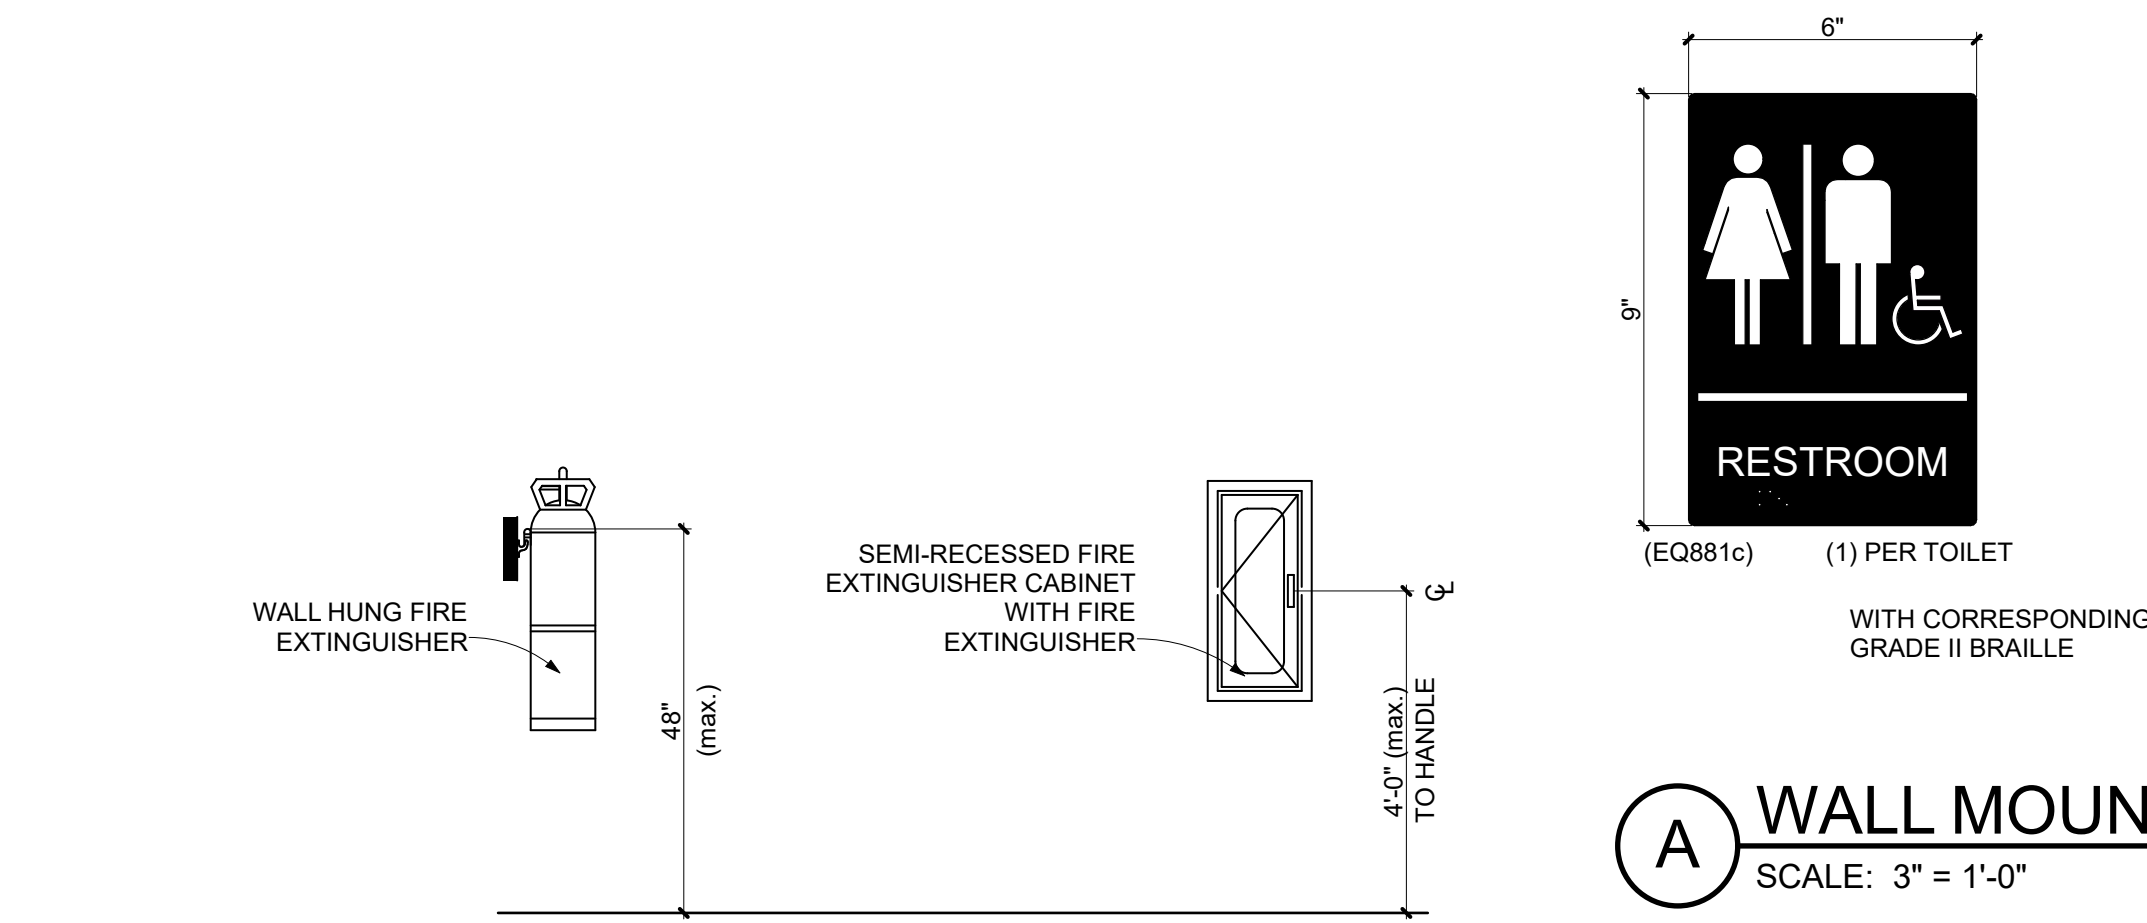 WALL HUNG FIRE
EXTINGUISHER
48"
(max.)
SEMI-RECESSED FIRE
EXTINGUISHER CABINET
WITH FIRE
EXTINGUISHER
4'-0" (max.)
TO HANDLE
CL
6"
9"
RESTROOM
(EQ881c) (1) PER TOILET
WITH CORRESPONDING
GRADE II BRAILLE
A
WALL MOUN
SCALE: 3" = 1'-0"